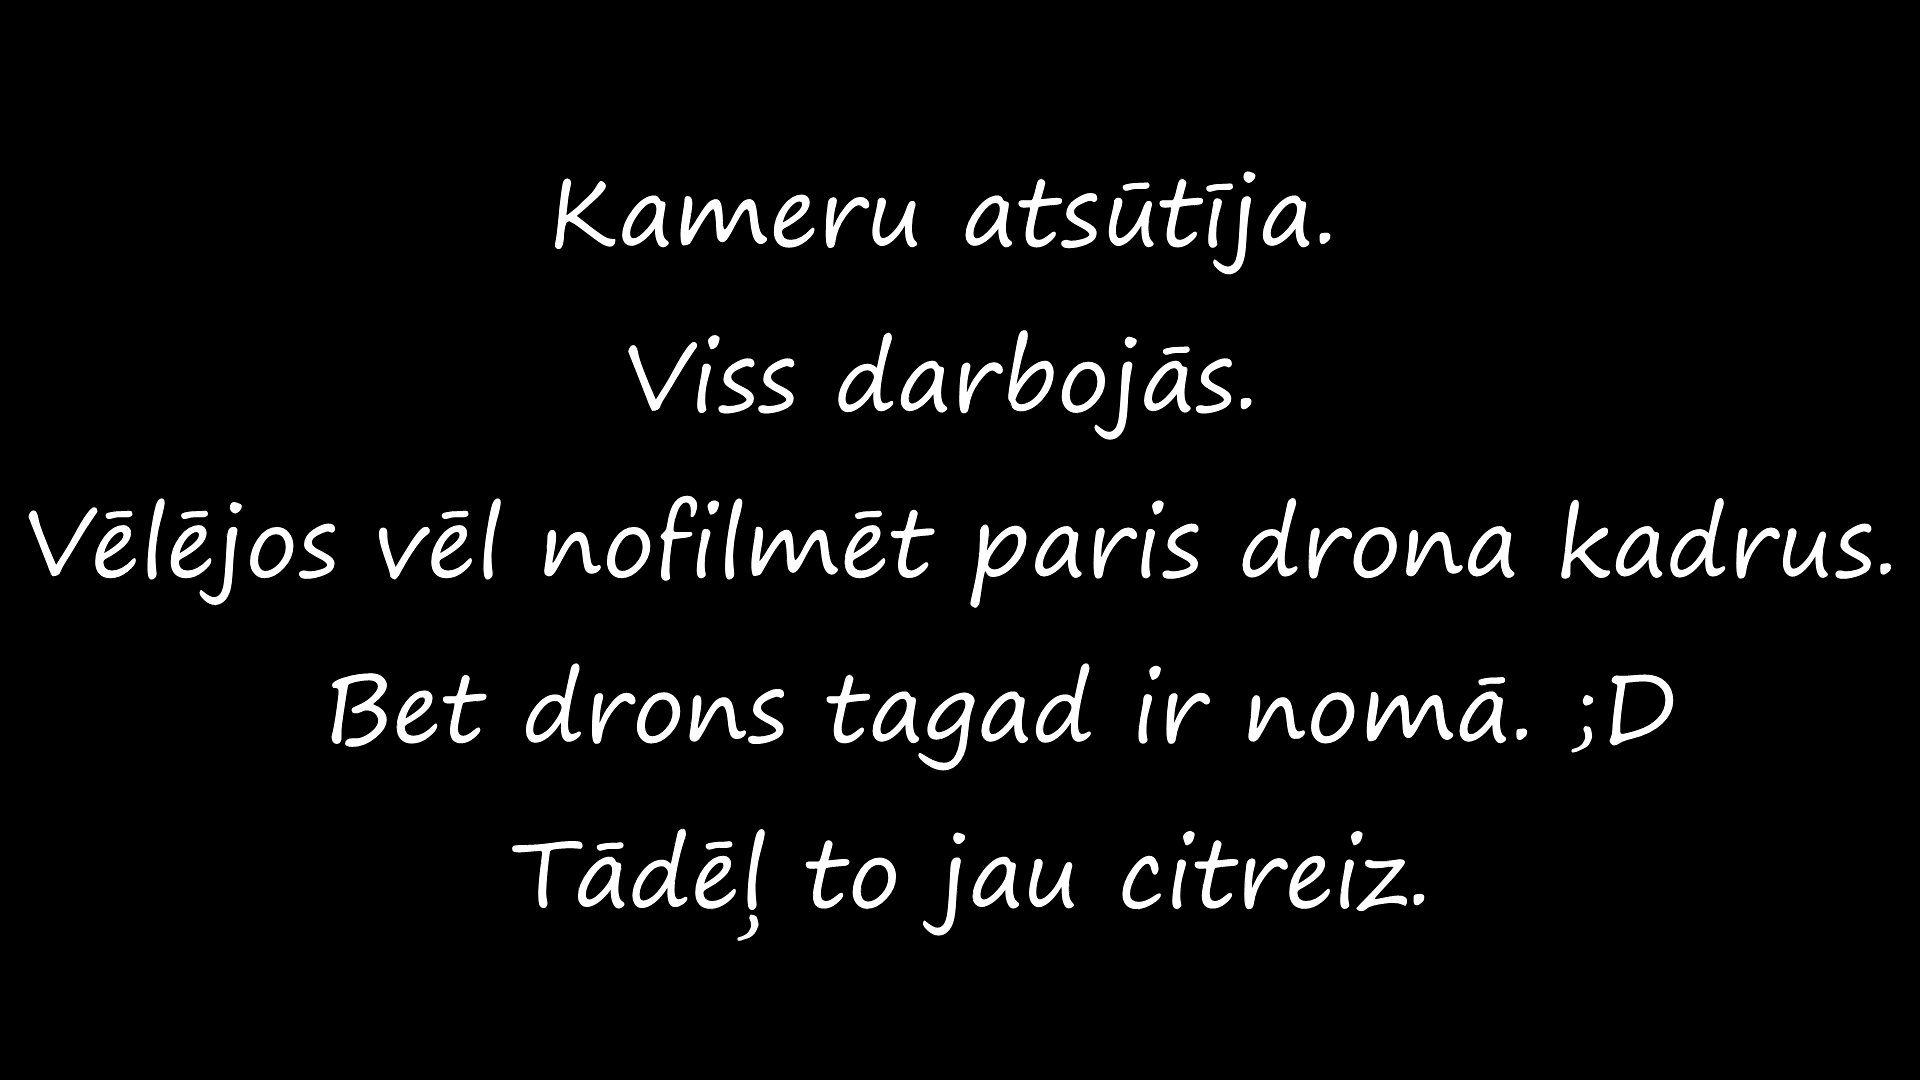 Kameru atsūtīja.
Viss darbojās.
Vēlējos vēl nofilmēt paris drona kadrus.
Bet drons tagad ir nomā. ;D
Tādēļ to jau citreiz.